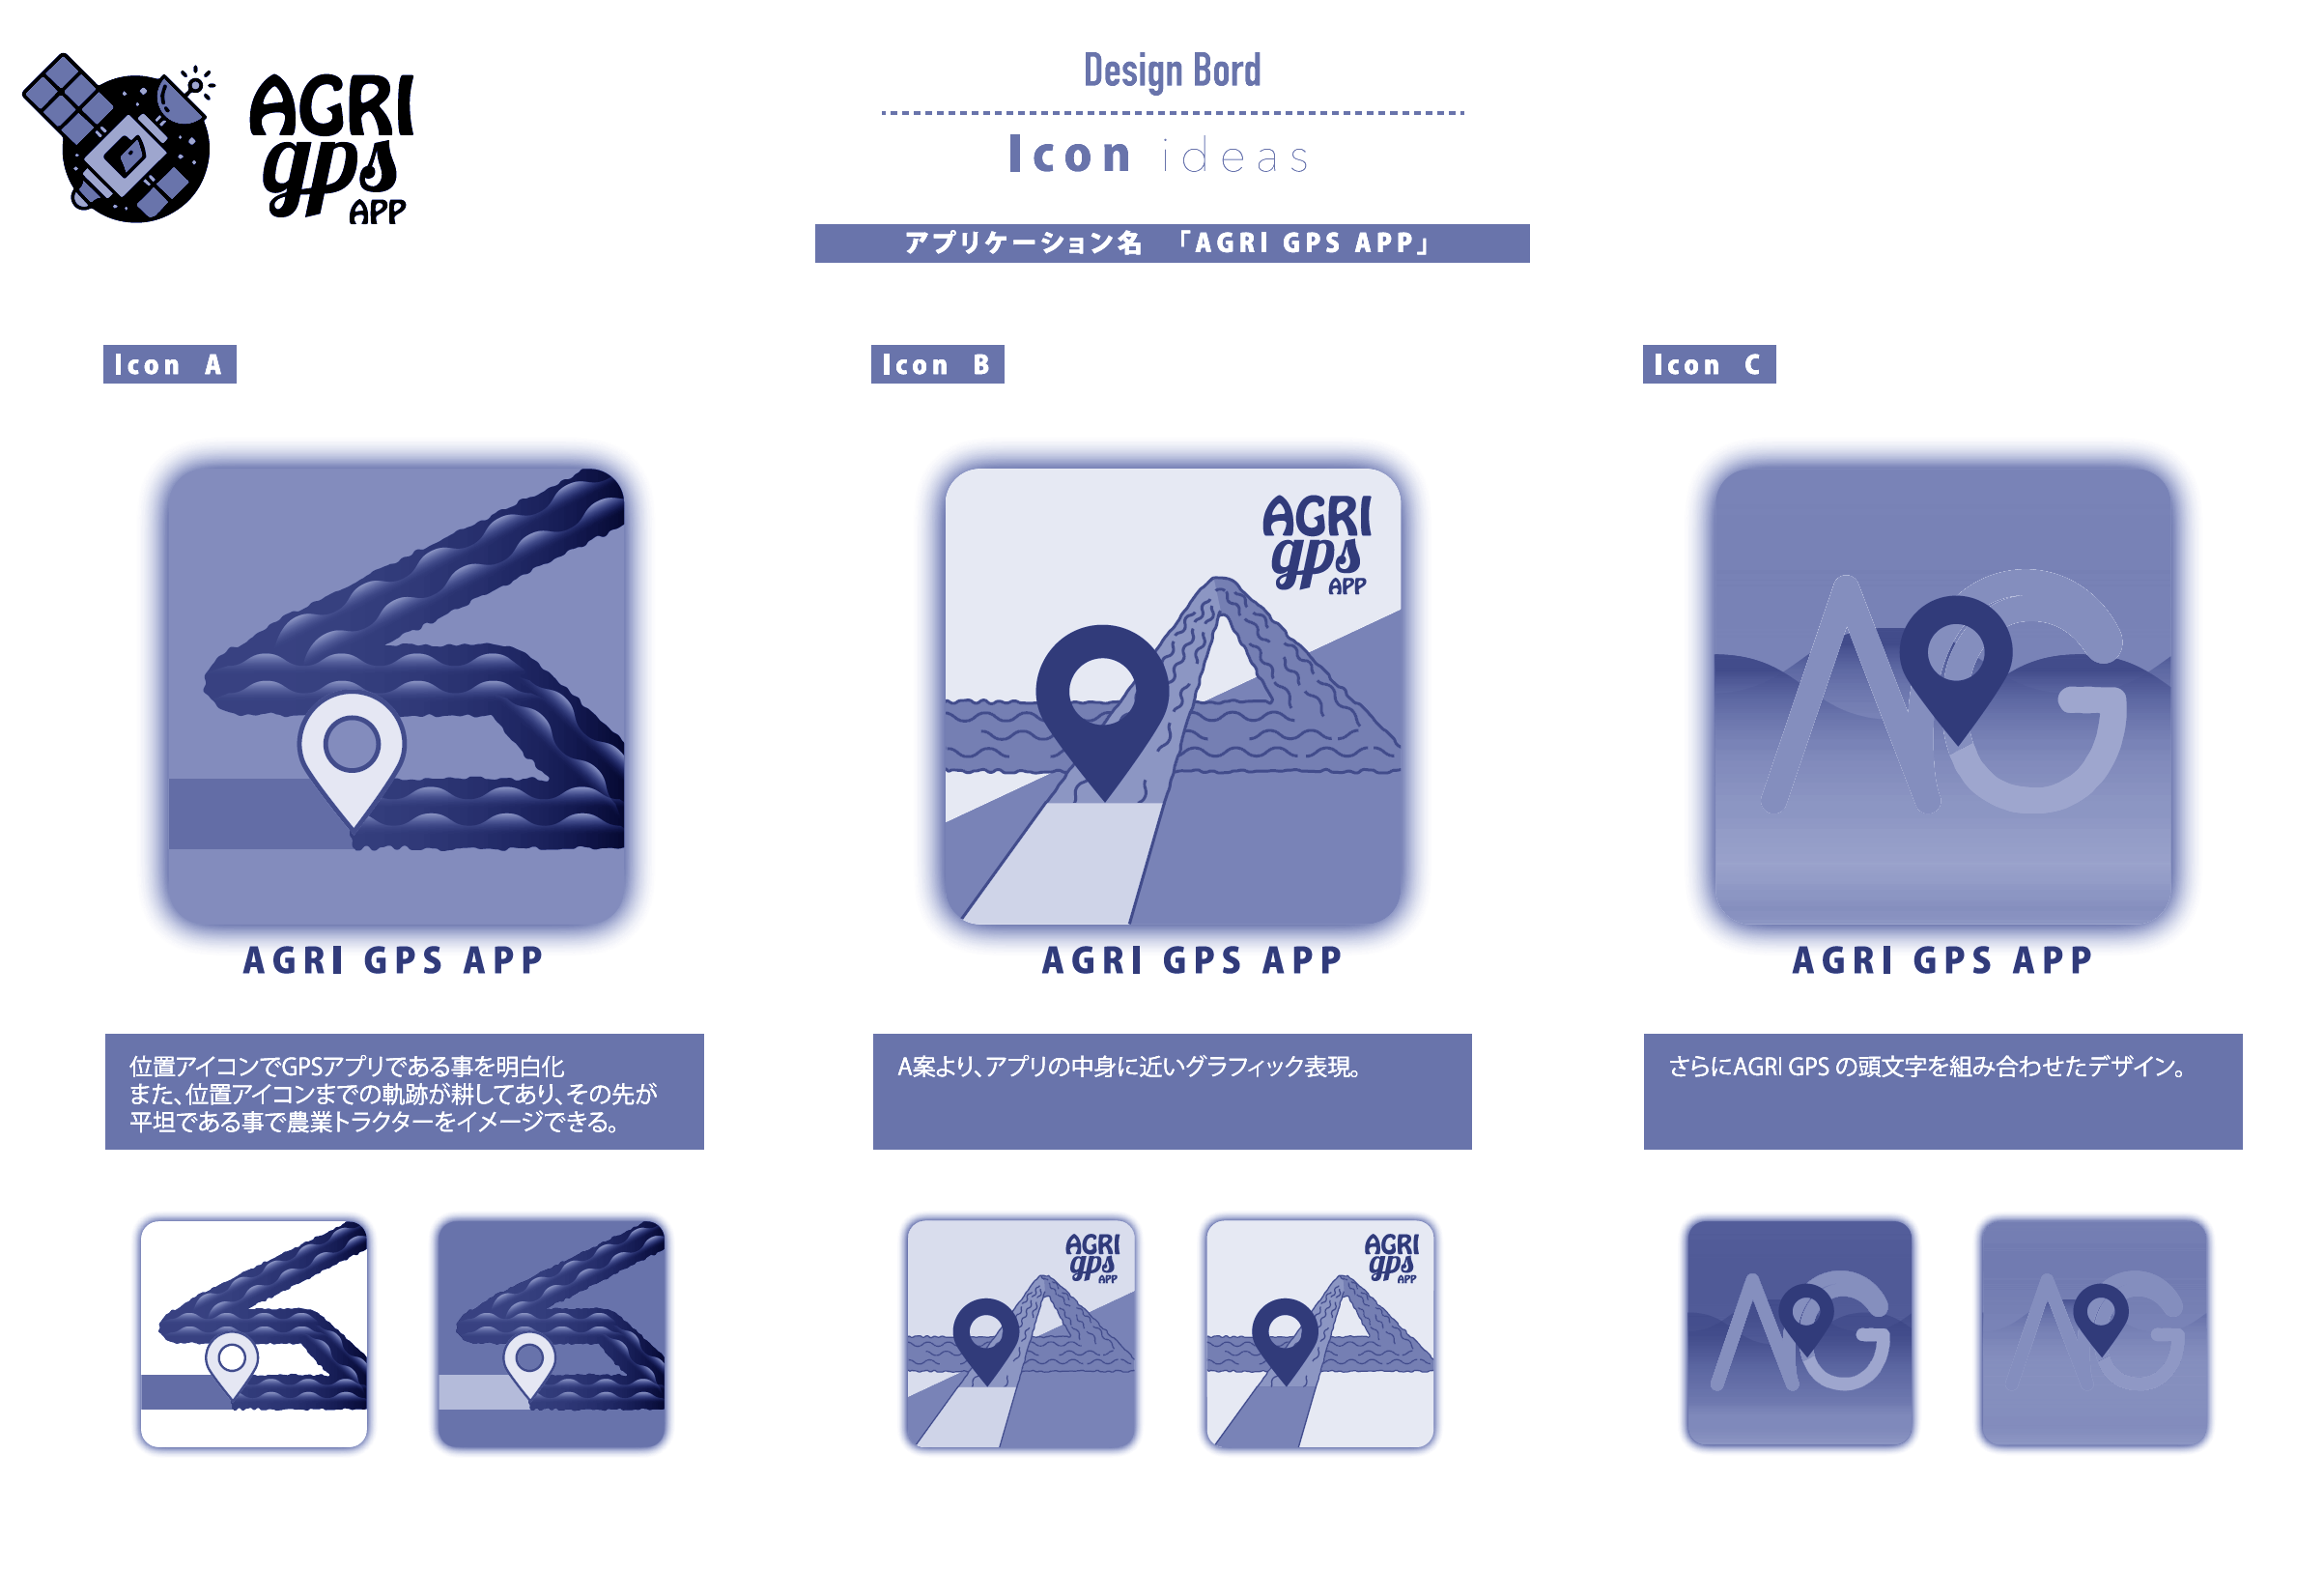 AGRI
gps
APP
Design Bord
Icon ideas
アプリケーション名 「AGRI GPS APP」
Icon A
Icon B
Icon C
AGRI
gps
APP
AG
AGRI GPS APP
AGRI GPS APP
AGRI GPS APP
位置アイコンでGPSアプリである事を明白化
また、位置アイコンまでの軌跡が耕してあり、その先が
平坦である事で農業トラクターをイメージできる。
A案より、アプリの中身に近いグラフィック表現。
さらにAGRI GPS の頭文字を組み合わせたデザイン。
AGRI
gps
APP
AGRI
gps
APP
AG
AG